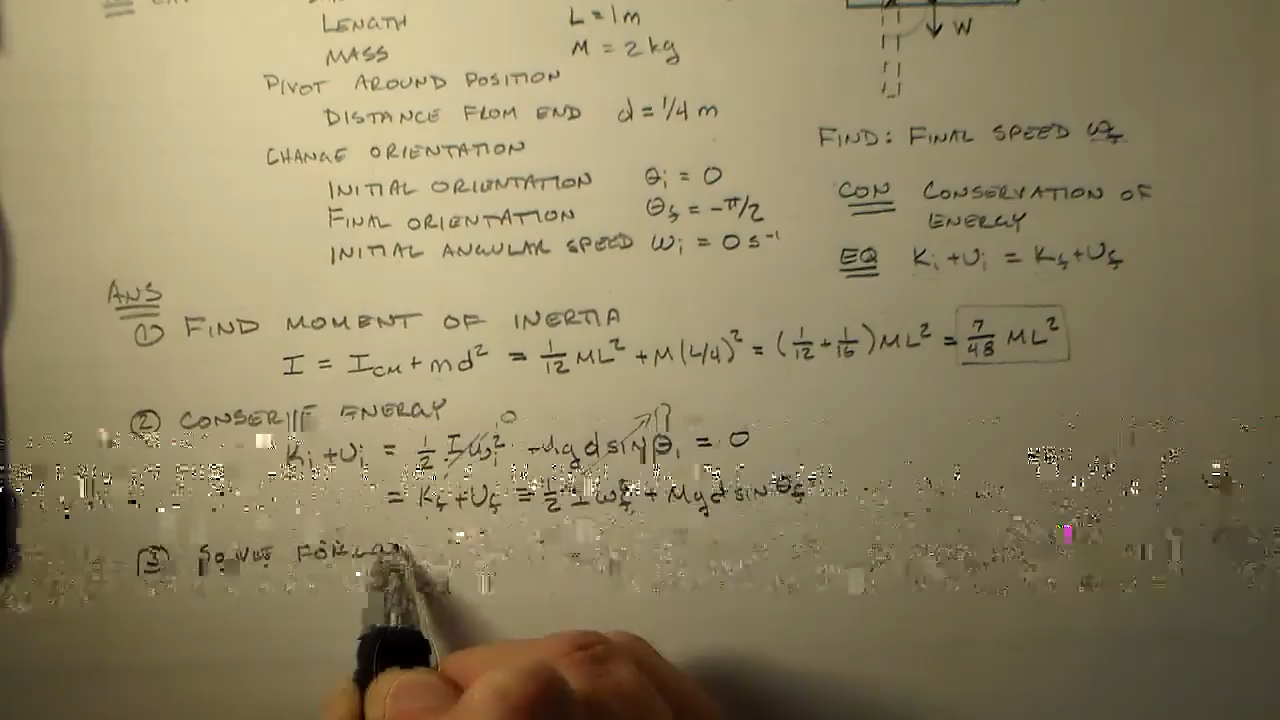 LENGTH L = 1 m
MASS M = 2 kg
PIVOT AROUND POSITION
DISTANCE FROM END d = 1/4 m
CHANGE ORIENTATION
INITIAL ORIENTATION θi = 0
FINAL ORIENTATION θf = -π/2
INITIAL ANGULAR SPEED ωi = 0 s⁻¹
W
FIND: FINAL SPEED ωf
CON CONSERVATION OF
ENERGY
EQ Ki + Ui = Kf + Uf
ANS
① FIND MOMENT OF INERTIA
I = ICM + md² = 1/12 ML² + M(L/4)² = (1/12 + 1/16) ML² = 7/48 ML²
② CONSERVE ENERGY
Ki + Ui = 1/2 Iωi² 0 + Mgd sin θi = 0
= Kf + Uf = 1/2 Iωf² + Mgd sin θf
③ SOLVE FOR